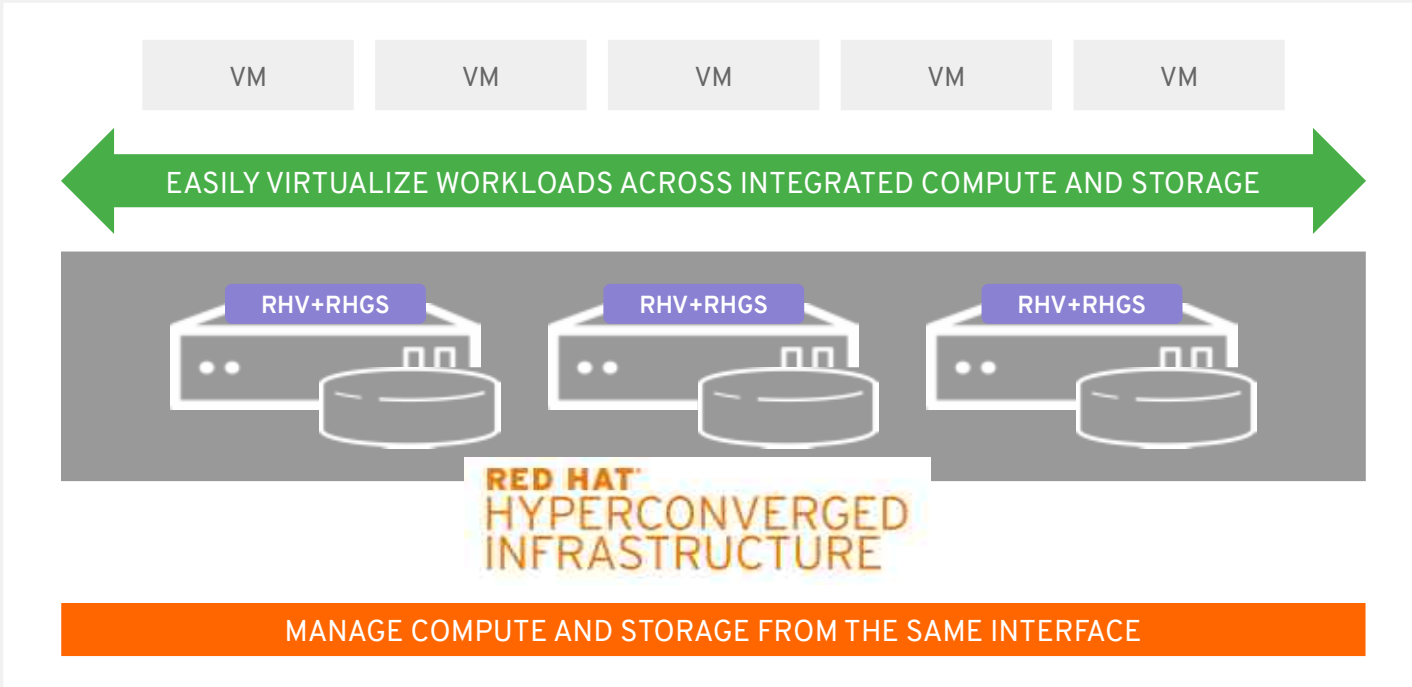 VM
VM
VM
VM
VM
EASILY VIRTUALIZE WORKLOADS ACROSS INTEGRATED COMPUTE AND STORAGE
RHV+RHGS
RHV+RHGS
RHV+RHGS
RED HAT
HYPERCONVERGED
INFRASTRUCTURE
MANAGE COMPUTE AND STORAGE FROM THE SAME INTERFACE